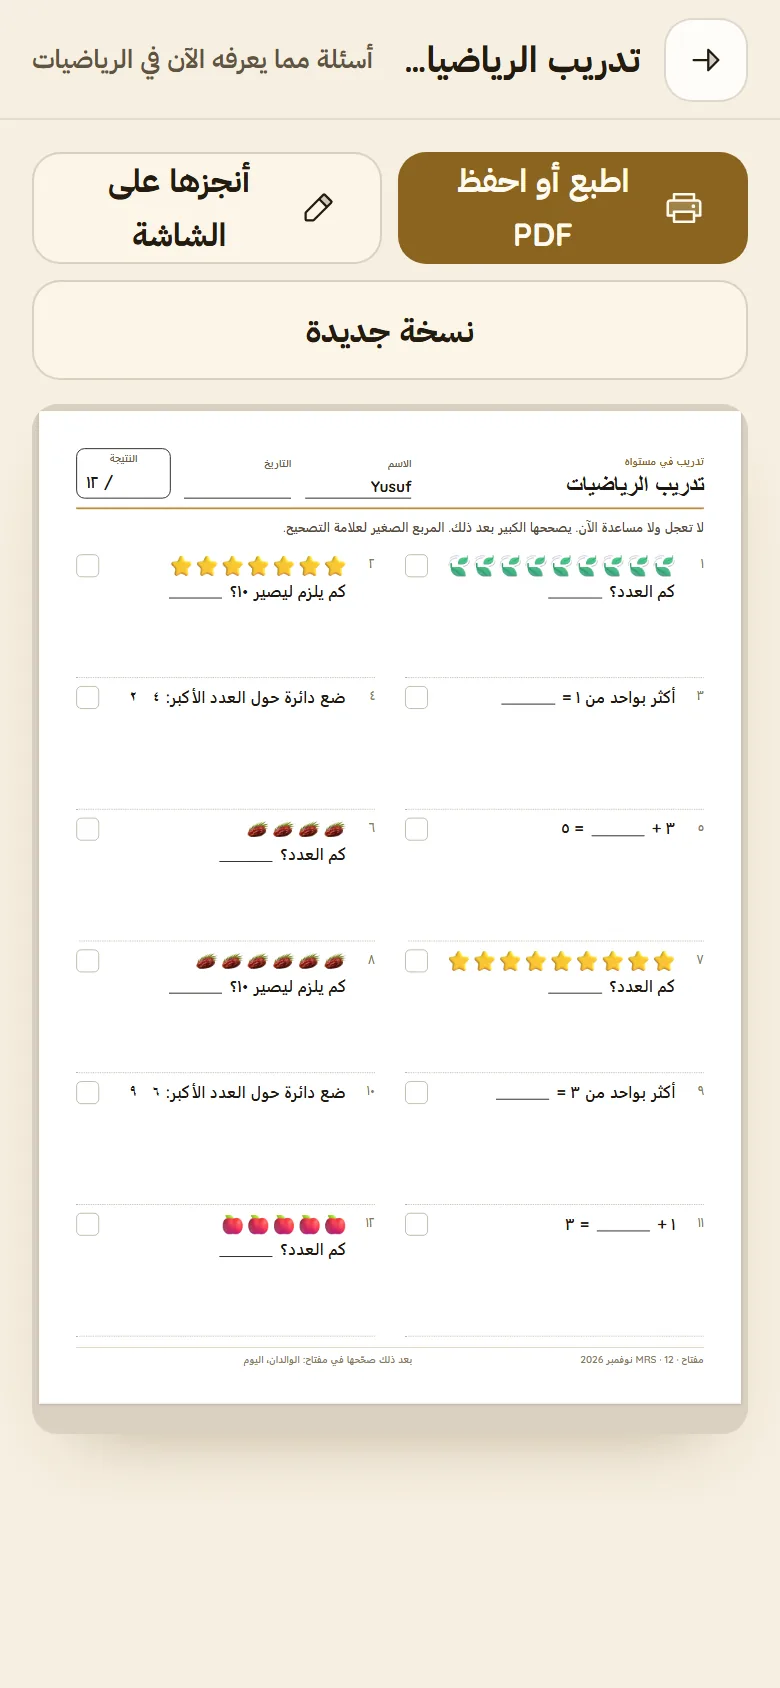 تدريب الرياضيا...
أسئلة مما يعرفه الآن في الرياضيات
اطبع أو احفظ
PDF
أنجزها على
الشاشة
نسخة جديدة
تدريب في مستواه
تدريب الرياضيات
الاسم
Yusuf
التاريخ
النتيجة
/ ١٢
لا تعجل ولا مساعدة الآن. يصححها الكبير بعد ذلك. المربع الصغير لعلامة التصحيح.
١
كم العدد؟ ______
٢
كم يلزم ليصير ١٠؟ ______
٣ أكثر بواحد من ١ = ______
٤ ضع دائرة حول العدد الأكبر: ٤ ٢
٥ ٣ + ______ = ٥
٦
كم العدد؟ ______
٧
كم العدد؟ ______
٨
كم يلزم ليصير ١٠؟ ______
٩ أكثر بواحد من ٣ = ______
١٠ ضع دائرة حول العدد الأكبر: ٦ ٩
١١ ١ + ______ = ٣
١٢
كم العدد؟ ______
مفتاح · MRS · 12 نوفمبر 2026
بعد ذلك صحّحها في مفتاح: الوالدان، اليوم